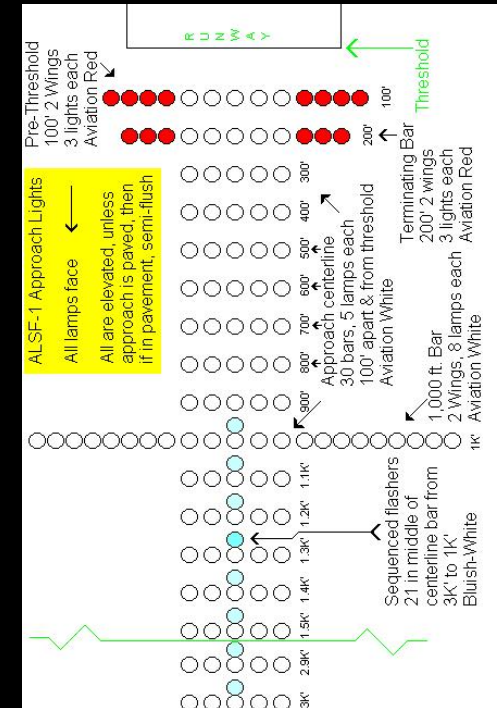 ALSF-1 Approach Lights
All lamps face
All are elevated, unless
approach is paved, then
if in pavement, semi-flush
Pre-Threshold
100' 2 Wings
3 lights each
Aviation Red
RUNWAY
Threshold
100'
200'
300'
400'
500'
600'
700'
800'
900'
1K'
1.1K'
1.2K'
1.3K'
1.4K'
1.5K'
2.9K'
3K'
Terminating Bar
200' 2 wings
3 lights each
Aviation Red
Approach centerline
30 bars, 5 lamps each
100' apart & from threshold
Aviation White
1,000 ft. Bar
2 Wings, 8 lamps each
Aviation White
Sequenced flashers
21 in middle of
centerline bar from
3K' to 1K'
Bluish-White